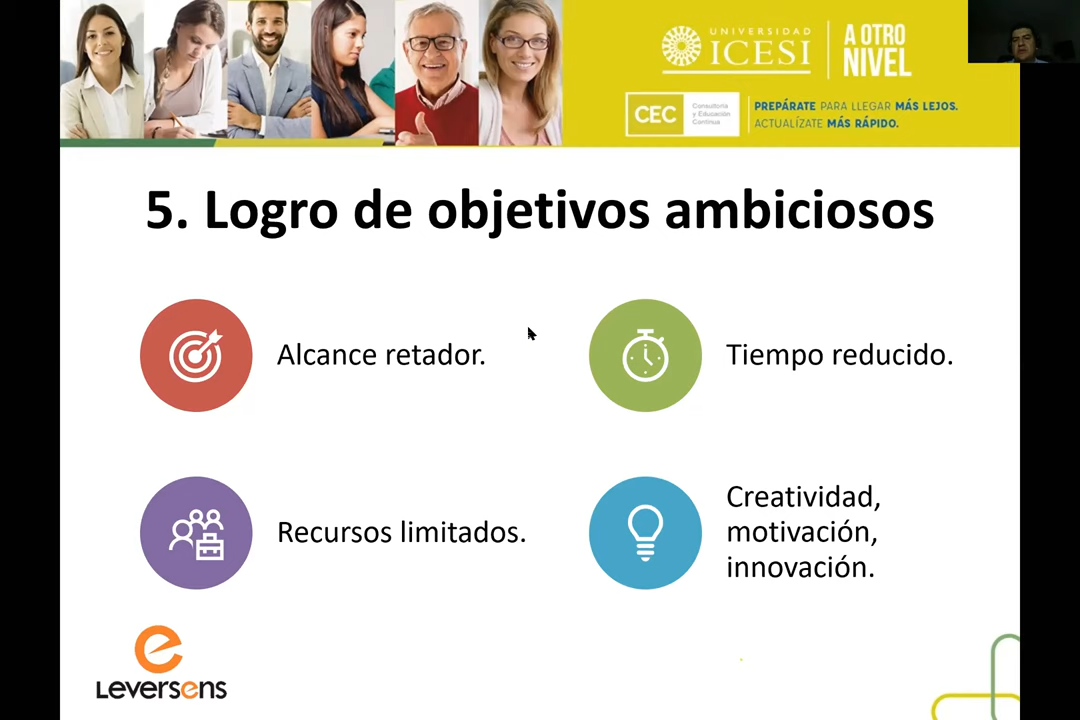 UNIVERSIDAD
ICESI
A OTRO
NIVEL
CEC
Consultoría
y Educación
Continua
PREPÁRATE PARA LLEGAR MÁS LEJOS.
ACTUALÍZATE MÁS RÁPIDO.
5. Logro de objetivos ambiciosos
Alcance retador.
Tiempo reducido.
Recursos limitados.
Creatividad,
motivación,
innovación.
Leversens